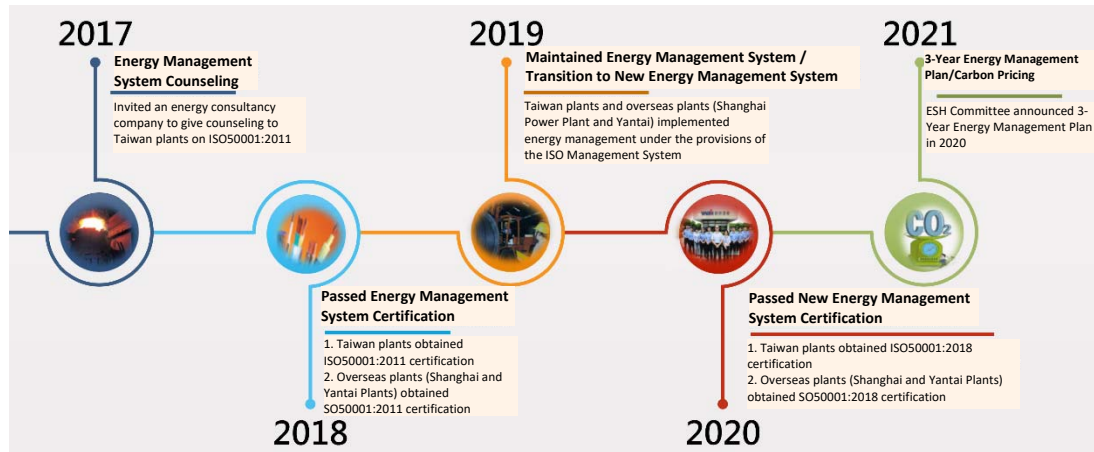 2017
Energy Management
System Counseling
Invited an energy consultancy
company to give counseling to
Taiwan plants on ISO50001:2011
2018
Passed Energy Management
System Certification
1. Taiwan plants obtained
ISO50001:2011 certification
2. Overseas plants (Shanghai and
Yantai Plants) obtained
SO50001:2011 certification
2019
Maintained Energy Management System /
Transition to New Energy Management System
Taiwan plants and overseas plants (Shanghai
Power Plant and Yantai) implemented
energy management under the provisions of
the ISO Management System
2020
Passed New Energy Management
System Certification
1. Taiwan plants obtained ISO50001:2018
certification
2. Overseas plants (Shanghai and Yantai Plants)
obtained SO50001:2018 certification
2021
3-Year Energy Management
Plan/Carbon Pricing
ESH Committee announced 3-
Year Energy Management Plan
in 2020
CO2